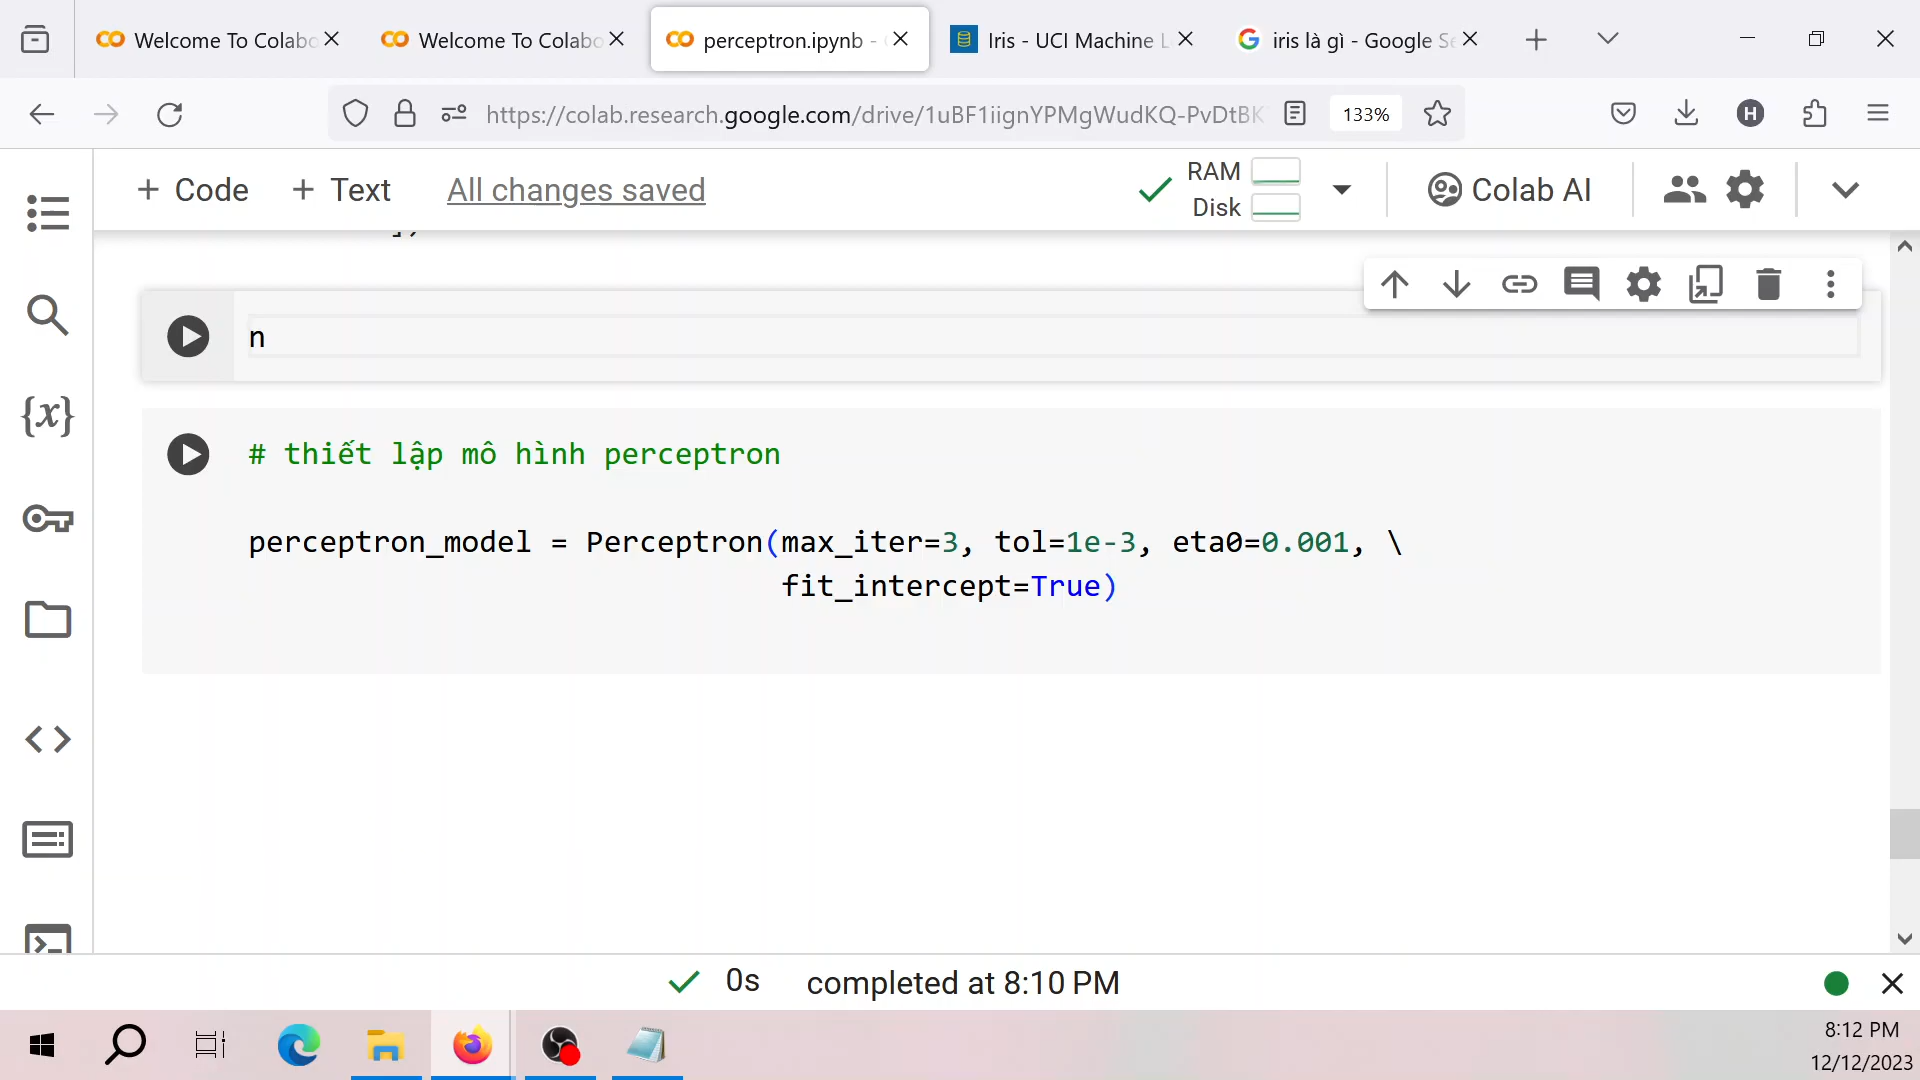 Welcome To Colabo
Welcome To Colabo
perceptron.ipynb -
Iris - UCI Machine L
iris là gì - Google Se
https://colab.research.google.com/drive/1uBF1iignYPMgWudKQ-PvDtBK
133%
H
+ Code
+ Text
All changes saved
RAM
Disk
Colab AI
n
# thiết lập mô hình perceptron
perceptron_model = Perceptron(max_iter=3, tol=1e-3, eta0=0.001, \
fit_intercept=True)
0s
completed at 8:10 PM
8:12 PM
12/12/2023